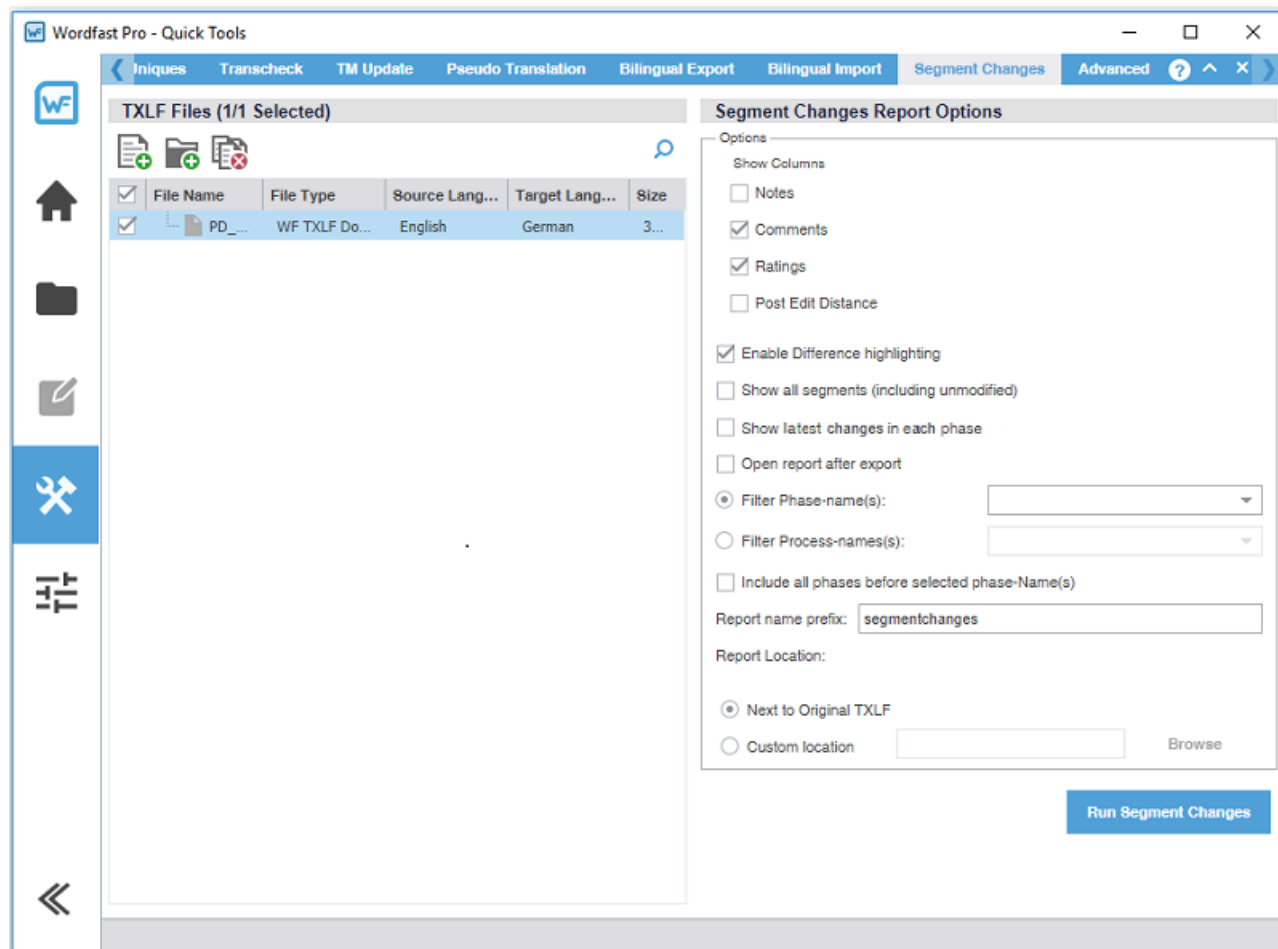 WF Wordfast Pro - Quick Tools
Iniques Transcheck TM Update Pseudo Translation Bilingual Export Bilingual Import Segment Changes Advanced ?
WF
TXLF Files (1/1 Selected)
File Name File Type Source Lang... Target Lang... Size
PD_... WF TXLF Do... English German 3...
Segment Changes Report Options
Options
Show Columns
Notes
Comments
Ratings
Post Edit Distance
Enable Difference highlighting
Show all segments (including unmodified)
Show latest changes in each phase
Open report after export
Filter Phase-name(s):
Filter Process-names(s):
Include all phases before selected phase-Name(s)
Report name prefix: segmentchanges
Report Location:
Next to Original TXLF
Custom location Browse
Run Segment Changes